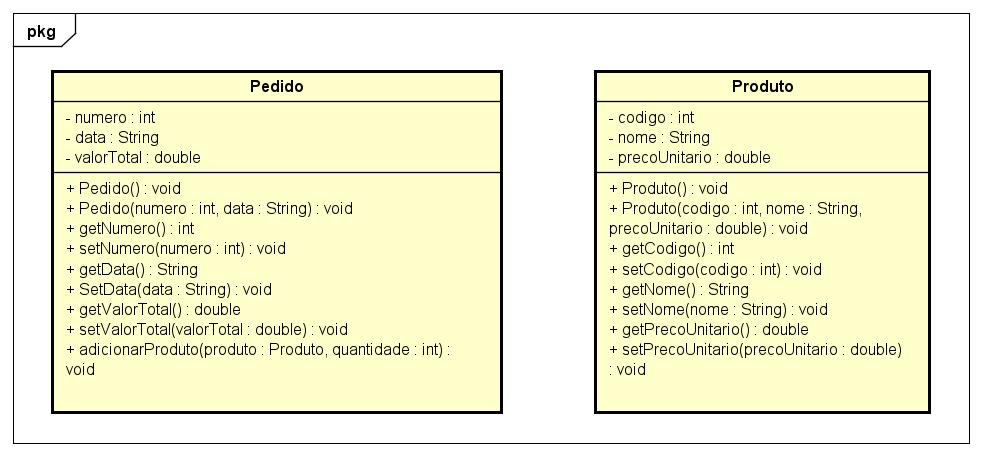 pkg
Pedido
- numero : int
- data : String
- valorTotal : double
+ Pedido() : void
+ Pedido(numero : int, data : String) : void
+ getNumero() : int
+ setNumero(numero : int) : void
+ getData() : String
+ SetData(data : String) : void
+ getValorTotal() : double
+ setValorTotal(valorTotal : double) : void
+ adicionarProduto(produto : Produto, quantidade : int) :
void
Produto
- codigo : int
- nome : String
- precoUnitario : double
+ Produto() : void
+ Produto(codigo : int, nome : String,
precoUnitario : double) : void
+ getCodigo() : int
+ setCodigo(codigo : int) : void
+ getNome() : String
+ setNome(nome : String) : void
+ getPrecoUnitario() : double
+ setPrecoUnitario(precoUnitario : double)
: void